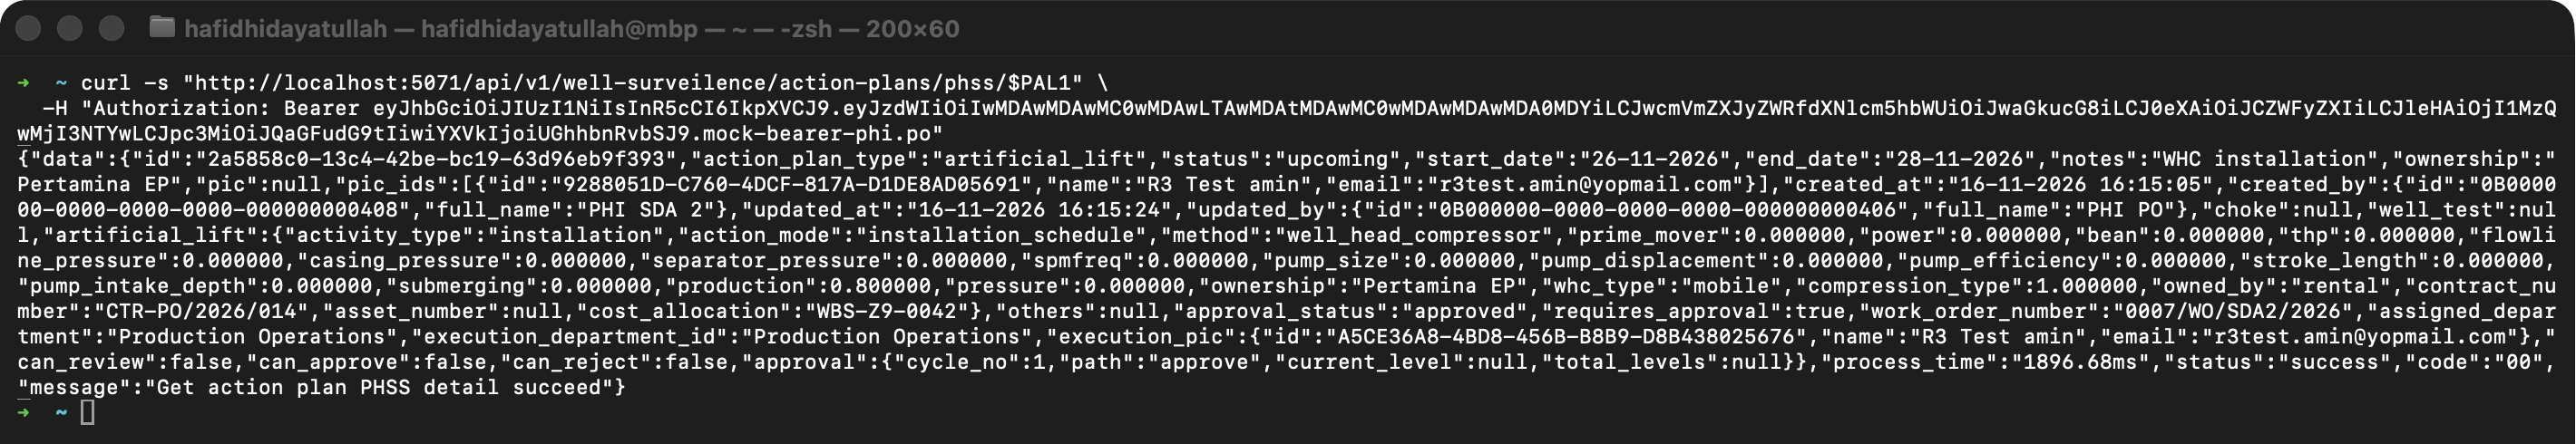 hafidhidayatullah — hafidhidayatullah@mbp — ~ — -zsh — 200×60
➜  ~ curl -s "http://localhost:5071/api/v1/well-surveilence/action-plans/phss/$PAL1" \
  -H "Authorization: Bearer eyJhbGciOiJIUzI1NiIsInR5cCI6IkpXVCJ9.eyJzdWIiOiIwMDAwMDAwMC0wMDAwLTAwMDAtMDAwMC0wMDAwMDAwMDA0MDYiLCJwcmVmZXJyZWRfdXNlcm5hbWUiOiJwaGkucG8iLCJ0eXAiOiJCZWFyZXIiLCJleHAiOjI1MzQ
wMjI3NTYwLCJpc3MiOiJQaGFudG9tIiwiYXVkIjoiUGhhbnRvbSJ9.mock-bearer-phi.po"
{"data":{"id":"2a5858c0-13c4-42be-bc19-63d96eb9f393","action_plan_type":"artificial_lift","status":"upcoming","start_date":"26-11-2026","end_date":"28-11-2026","notes":"WHC installation","ownership":"
Pertamina EP","pic":null,"pic_ids":[{"id":"9288051D-C760-4DCF-817A-D1DE8AD05691","name":"R3 Test amin","email":"r3test.amin@yopmail.com"}],"created_at":"16-11-2026 16:15:05","created_by":{"id":"0B0000
00-0000-0000-0000-000000000408","full_name":"PHI SDA 2"},"updated_at":"16-11-2026 16:15:24","updated_by":{"id":"0B000000-0000-0000-0000-000000000406","full_name":"PHI PO"},"choke":null,"well_test":nul
l,"artificial_lift":{"activity_type":"installation","action_mode":"installation_schedule","method":"well_head_compressor","prime_mover":0.000000,"power":0.000000,"bean":0.000000,"thp":0.000000,"flowli
ne_pressure":0.000000,"casing_pressure":0.000000,"separator_pressure":0.000000,"spmfreq":0.000000,"pump_size":0.000000,"pump_displacement":0.000000,"pump_efficiency":0.000000,"stroke_length":0.000000,
"pump_intake_depth":0.000000,"submerging":0.000000,"production":0.800000,"pressure":0.000000,"ownership":"Pertamina EP","whc_type":"mobile","compression_type":1.000000,"owned_by":"rental","contract_nu
mber":"CTR-PO/2026/014","asset_number":null,"cost_allocation":"WBS-Z9-0042"},"others":null,"approval_status":"approved","requires_approval":true,"work_order_number":"0007/WO/SDA2/2026","assigned_depar
tment":"Production Operations","execution_department_id":"Production Operations","execution_pic":{"id":"A5CE36A8-4BD8-456B-B8B9-D8B438025676","name":"R3 Test amin","email":"r3test.amin@yopmail.com"},"
can_review":false,"can_approve":false,"can_reject":false,"approval":{"cycle_no":1,"path":"approve","current_level":null,"total_levels":null}},"process_time":"1896.68ms","status":"success","code":"00",
"message":"Get action plan PHSS detail succeed"}
➜  ~